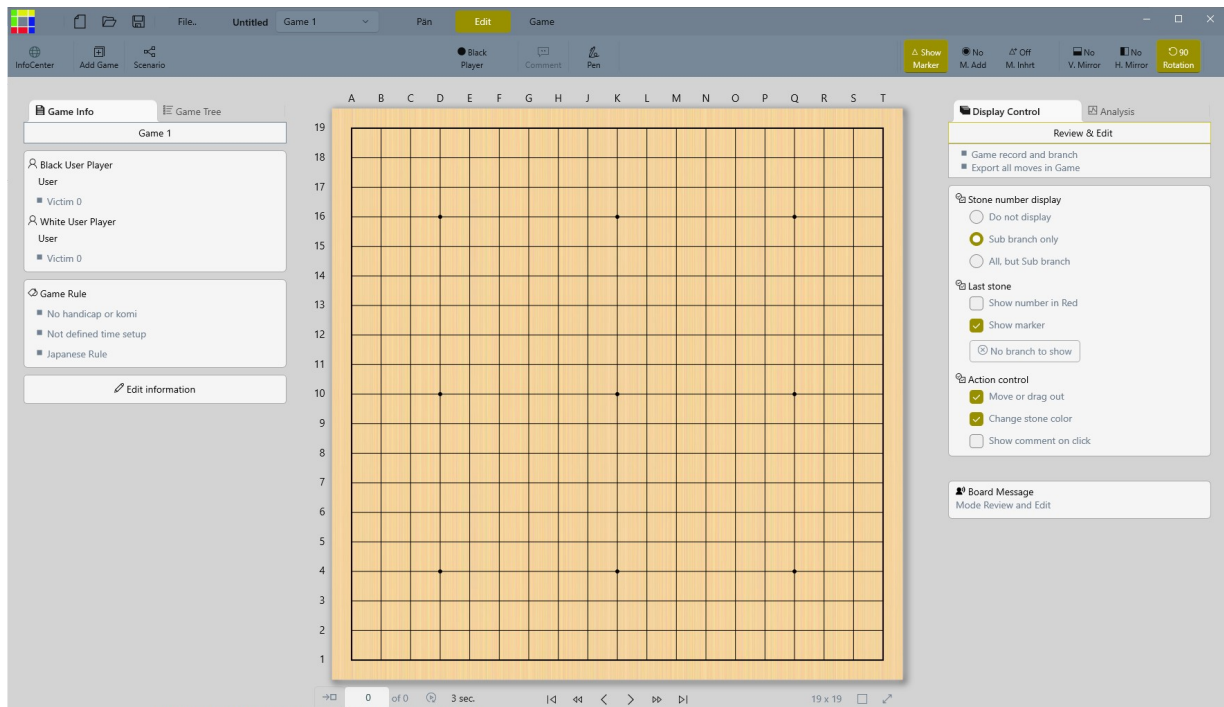 File.. Untitled Game 1 Pän Edit Game
InfoCenter Add Game Scenario Black Player Comment Pen Show Marker No M. Add Off M. Inhrt No V. Mirror No H. Mirror 90 Rotation
Game Info Game Tree
Game 1
Black User Player
User
Victim 0
White User Player
User
Victim 0
Game Rule
No handicap or komi
Not defined time setup
Japanese Rule
Edit information
A B C D E F G H J K L M N O P Q R S T
19
18
17
16
15
14
13
12
11
10
9
8
7
6
5
4
3
2
1
0 of 0 3 sec. 19 x 19
Display Control Analysis
Review & Edit
Game record and branch
Export all moves in Game
Stone number display
Do not display
Sub branch only
All, but Sub branch
Last stone
Show number in Red
Show marker
No branch to show
Action control
Move or drag out
Change stone color
Show comment on click
Board Message
Mode Review and Edit